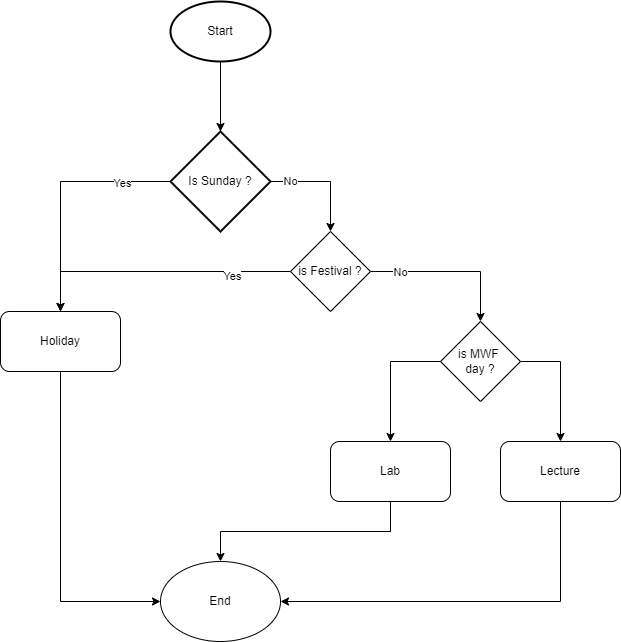 Start
Is Sunday ?
Yes
No
is Festival ?
Yes
No
Holiday
is MWF
day ?
Lab
Lecture
End